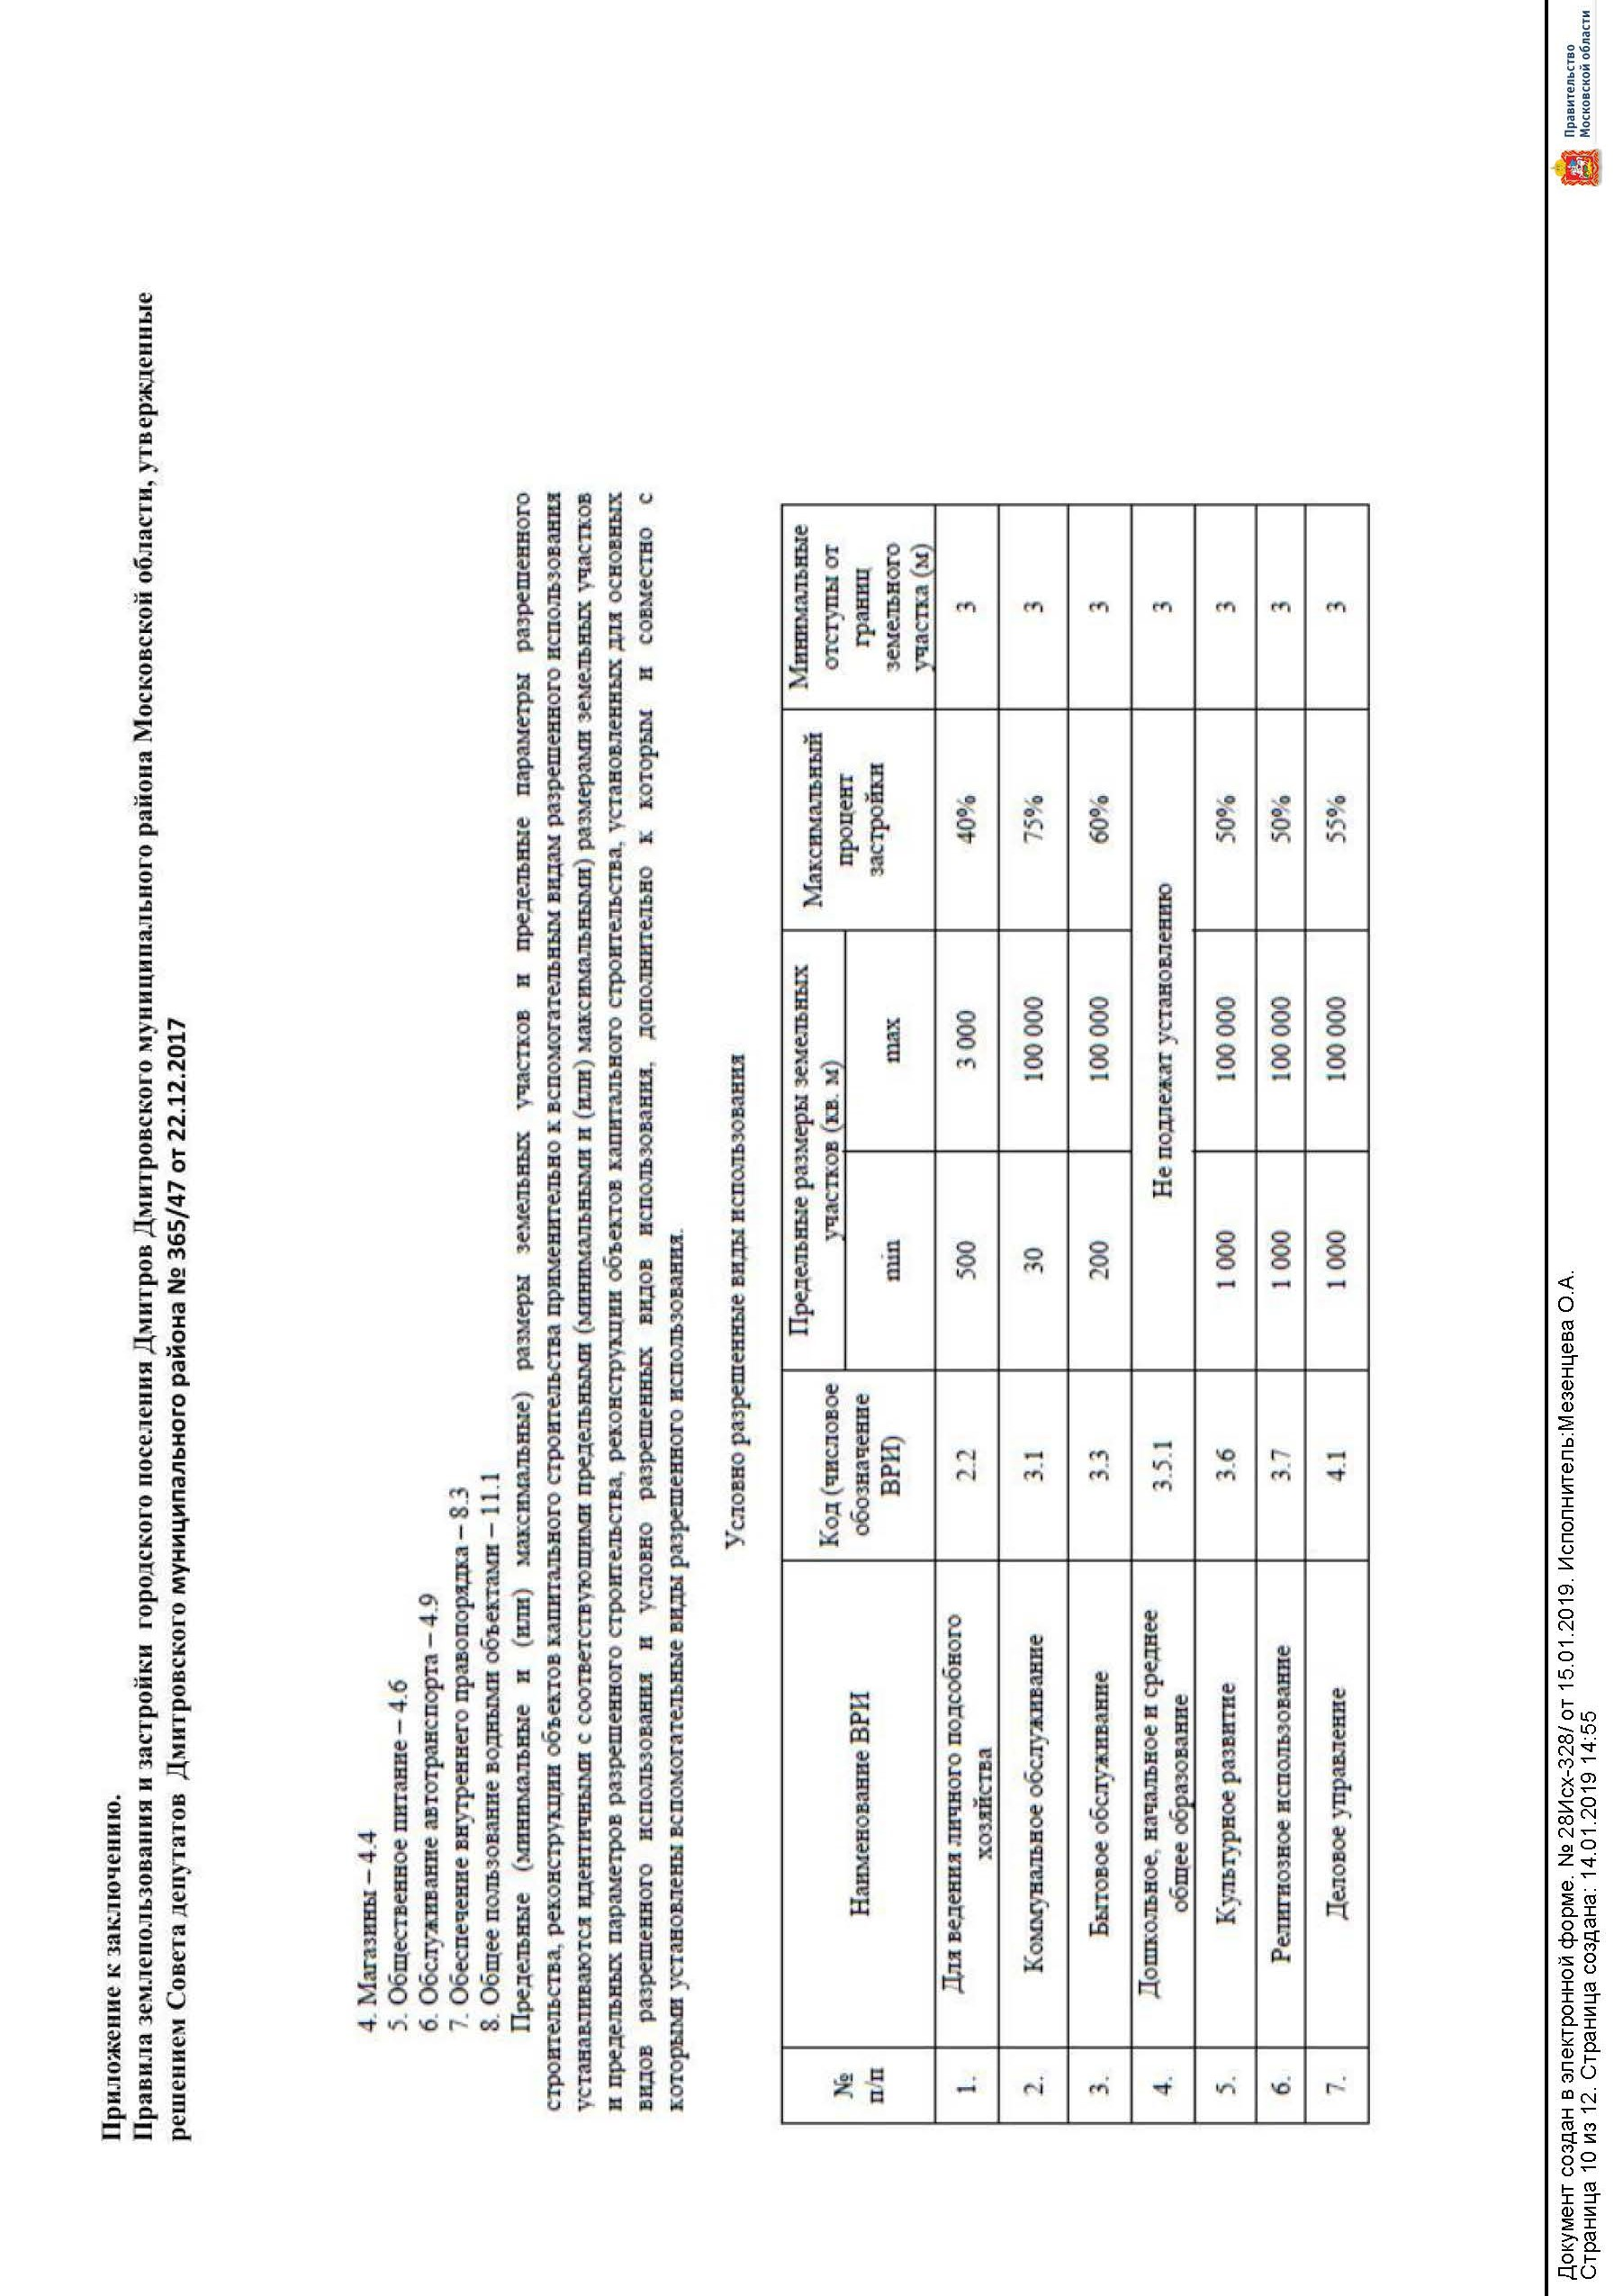 Приложение к заключению.
Правила землепользования и застройки городского поселения Дмитров Дмитровского муниципального района Московской области, утвержденные
решением Совета депутатов Дмитровского муниципального района № 365/47 от 22.12.2017
4. Магазины – 4.4
5. Общественное питание – 4.6
6. Обслуживание автотранспорта – 4.9
7. Обеспечение внутреннего правопорядка – 8.3
8. Общее пользование водными объектами – 11.1
Предельные (минимальные и (или) максимальные) размеры земельных участков и предельные параметры разрешенного
строительства, реконструкции объектов капитального строительства применительно к вспомогательным видам разрешенного использования
устанавливаются идентичными с соответствующими предельными (минимальными и (или) максимальными) размерами земельных участков
и предельных параметров разрешенного строительства, реконструкции объектов капитального строительства, установленных для основных
видов разрешенного использования и условно разрешенных видов использования, дополнительно к которым и совместно с
которыми установлены вспомогательные виды разрешенного использования.
Условно разрешенные виды использования
№ п/п Наименование ВРИ Код (числовое обозначение ВРИ) Предельные размеры земельных участков (кв. м) Максимальный процент застройки Минимальные отступы от границ земельного участка (м)
min max
1. Для ведения личного подсобного хозяйства 2.2 500 3 000 40% 3
2. Коммунальное обслуживание 3.1 30 100 000 75% 3
3. Бытовое обслуживание 3.3 200 100 000 60% 3
4. Дошкольное, начальное и среднее общее образование 3.5.1 Не подлежат установлению 3
5. Культурное развитие 3.6 1 000 100 000 50% 3
6. Религиозное использование 3.7 1 000 100 000 50% 3
7. Деловое управление 4.1 1 000 100 000 55% 3
Документ создан в электронной форме. № 28Исх-328/ от 15.01.2019. Исполнитель:Мезенцева О.А.
Страница 10 из 12. Страница создана: 14.01.2019 14:55
Правительство
Московской области